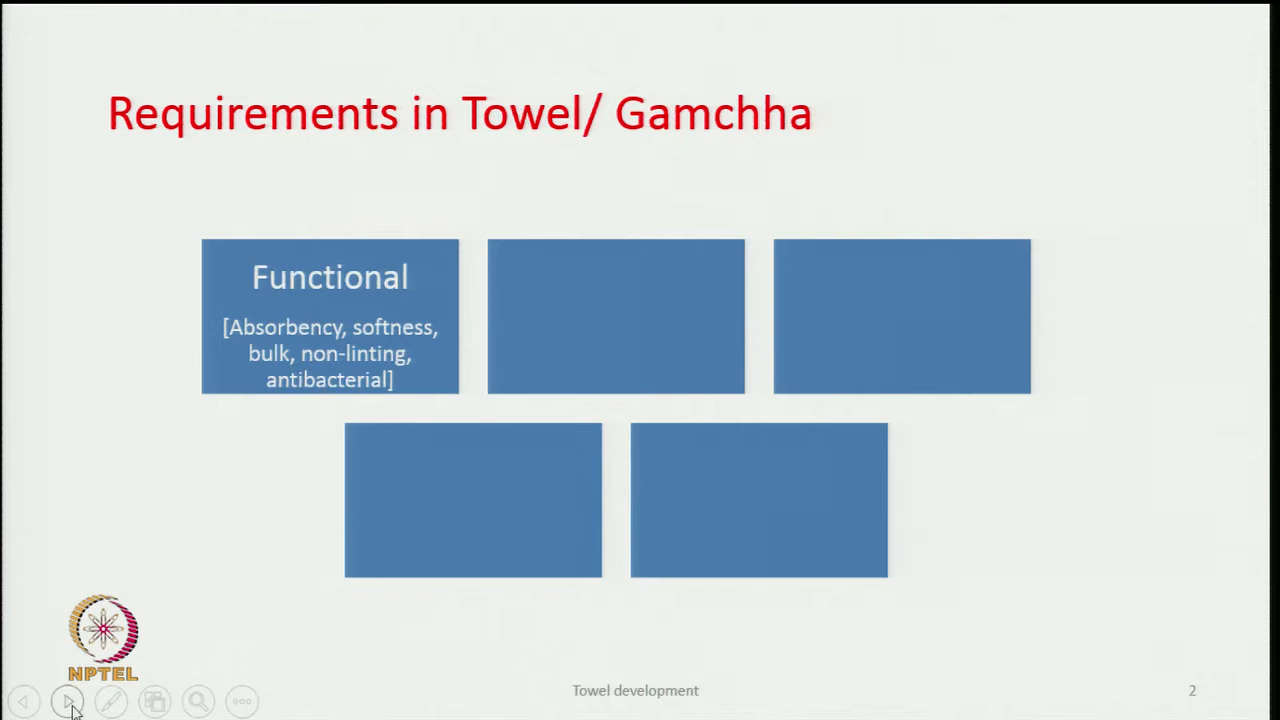 Requirements in Towel/ Gamchha
Functional
[Absorbency, softness,
bulk, non-linting,
antibacterial]
NPTEL
Towel development
2